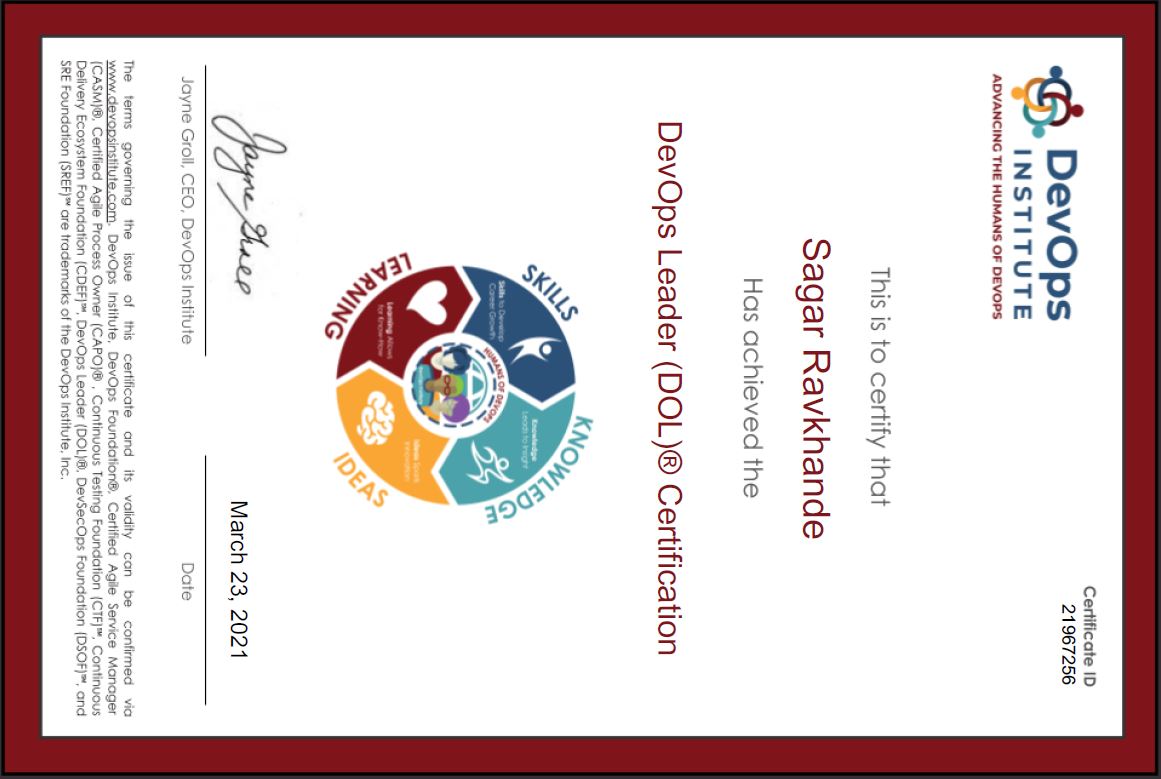 DevOps
INSTITUTE
ADVANCING THE HUMANS OF DEVOPS
Certificate ID
21967256
This is to certify that
Sagar Ravkhande
Has achieved the
DevOps Leader (DOL)® Certification
SKILLS
KNOWLEDGE
Knowledge
Leads to Insight
Skills to Develop
Career Growth
HUMANS OF DEVOPS
DevOps Institute
Ideas Spark
Innovation
Learning Allows
for Know-How
LEARNING
IDEAS
Jayne Groll
March 23, 2021
Jayne Groll, CEO, DevOps Institute
Date
The terms governing the issue of this certificate and its validity can be confirmed via
www.devopsinstitute.com. DevOps Institute, DevOps Foundation®, Certified Agile Service Manager
(CASM)®, Certified Agile Process Owner (CAPO)® , Continuous Testing Foundation (CTF)℠, Continuous
Delivery Ecosystem Foundation (CDEF)℠, DevOps Leader (DOL)®, DevSecOps Foundation (DSOF)℠, and
SRE Foundation (SREF)℠ are trademarks of the DevOps Institute, Inc.